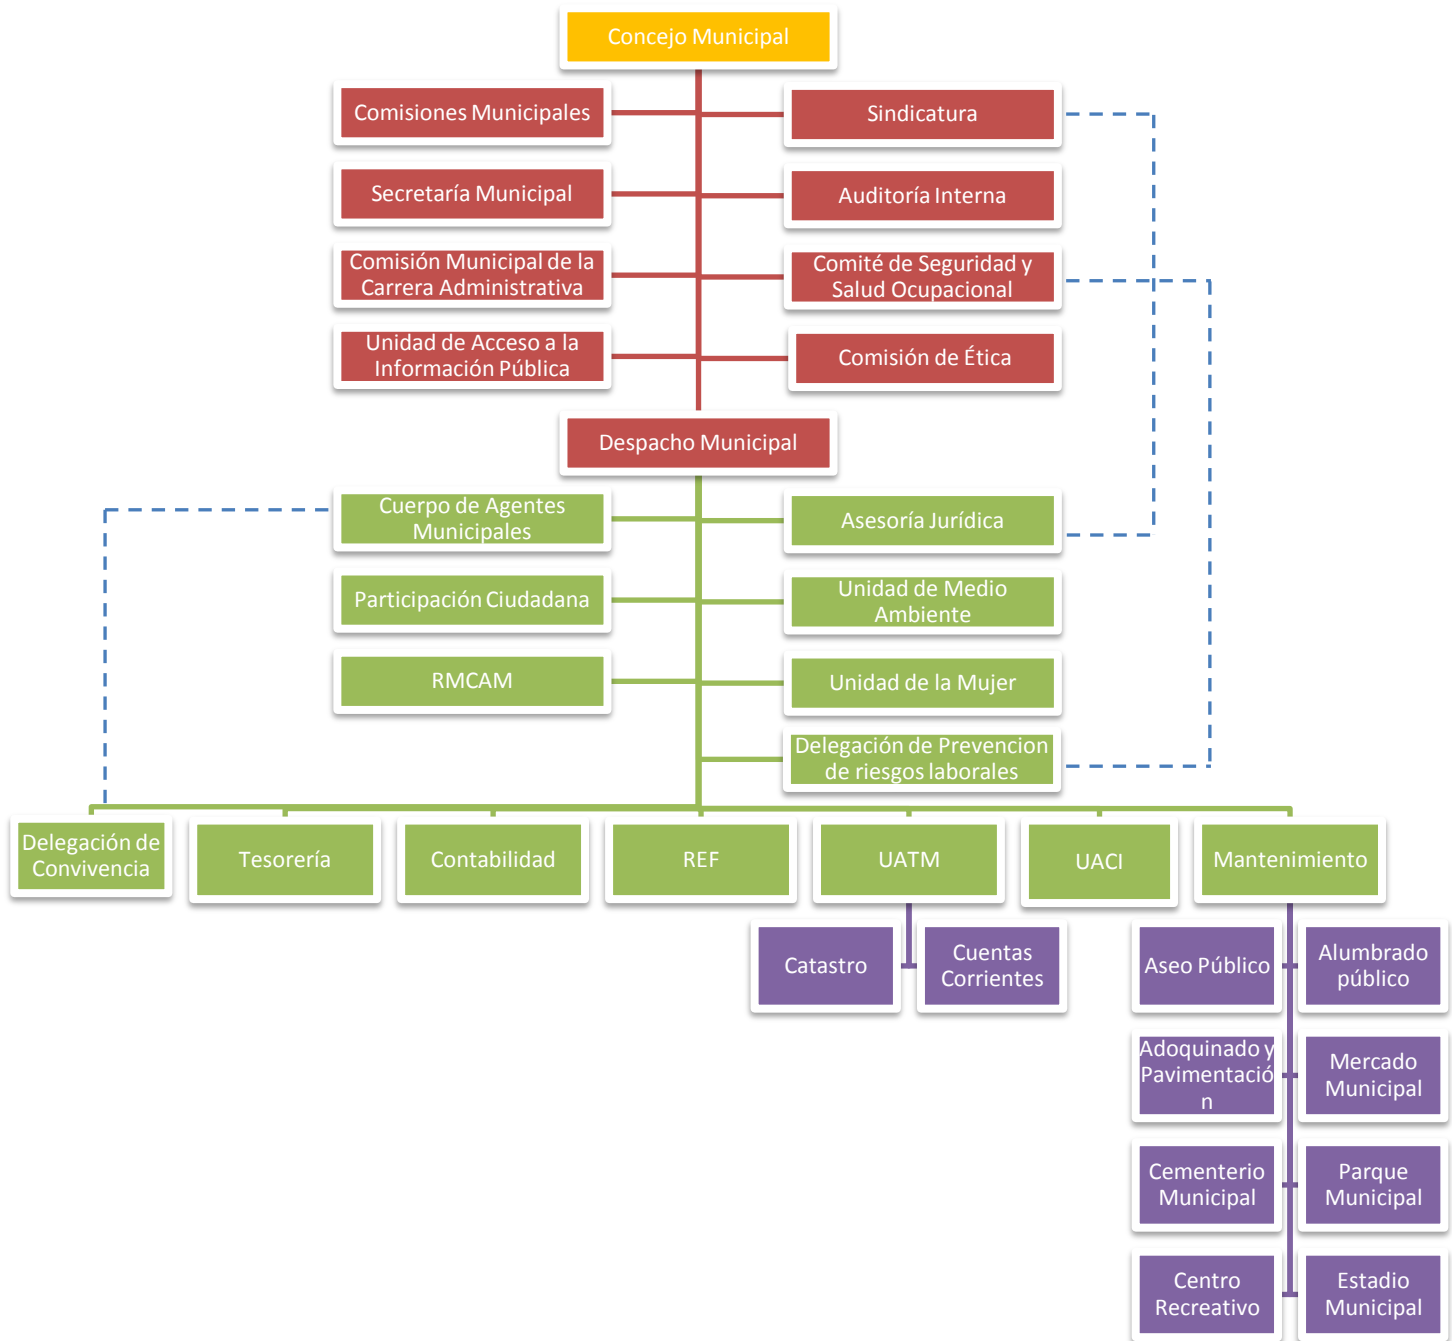 Concejo Municipal
Comisiones Municipales
Sindicatura
Secretaría Municipal
Auditoría Interna
Comisión Municipal de la
Carrera Administrativa
Comité de Seguridad y
Salud Ocupacional
Unidad de Acceso a la
Información Pública
Comisión de Ética
Despacho Municipal
Cuerpo de Agentes
Municipales
Asesoría Jurídica
Participación Ciudadana
Unidad de Medio
Ambiente
RMCAM
Unidad de la Mujer
Delegación de Prevencion
de riesgos laborales
Delegación de
Convivencia
Tesorería
Contabilidad
REF
UATM
UACI
Mantenimiento
Catastro
Cuentas
Corrientes
Aseo Público
Alumbrado
público
Adoquinado y
Pavimentació
n
Mercado
Municipal
Cementerio
Municipal
Parque
Municipal
Centro
Recreativo
Estadio
Municipal